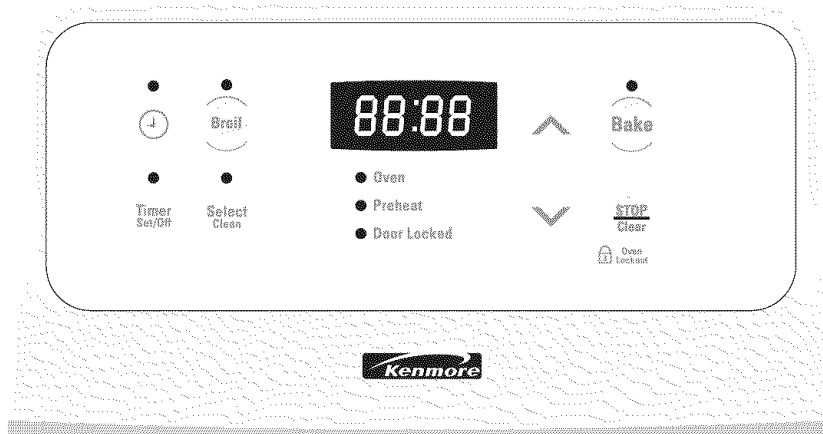 88:88
Broil
Bake
Oven
Preheat
Door Locked
Timer
Set/Off
Select
Clean
STOP
Clear
Oven
Lockout
Kenmore